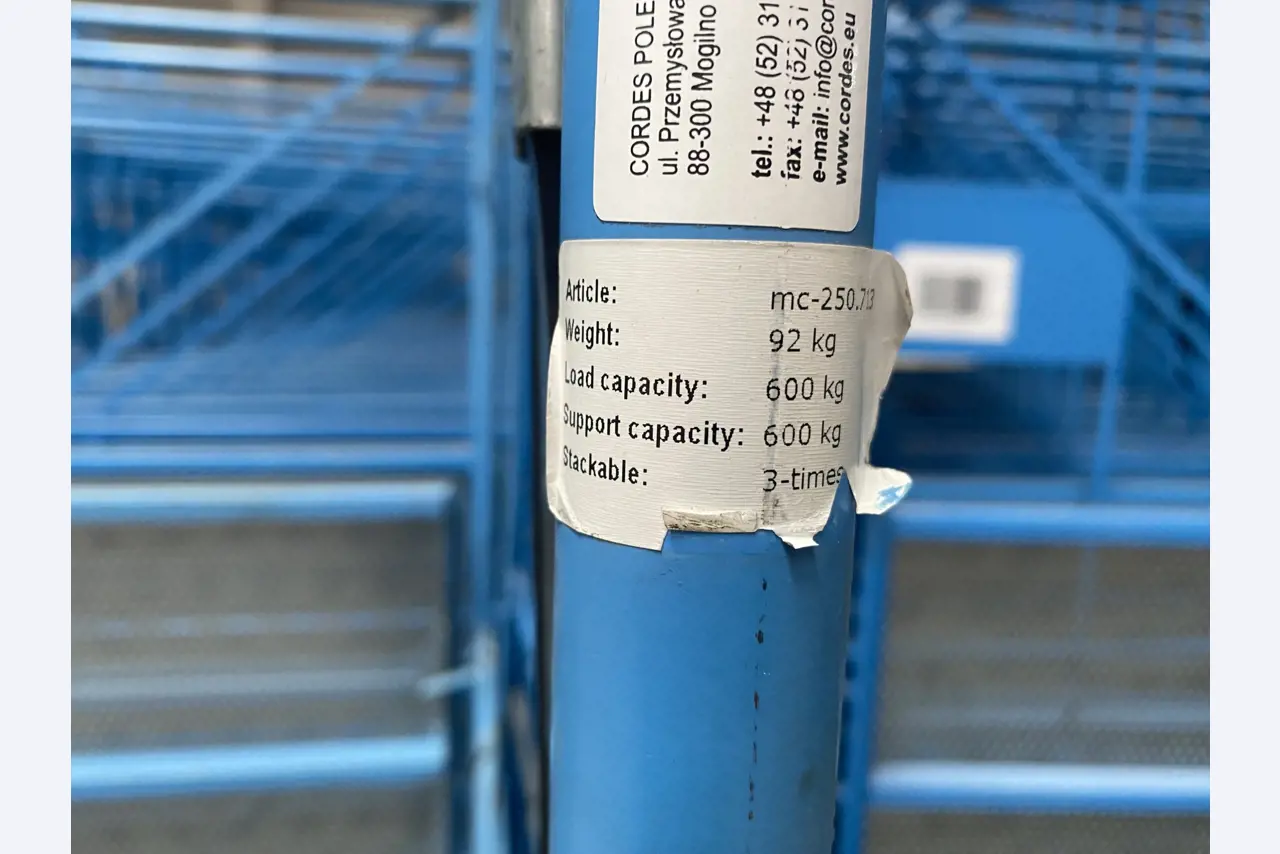 CORDES POLE
ul. Przemysłowa
88-300 Mogilno
tel.: +48 (52) 31
fax: +48 (52) 31
e-mail: info@cor
www.cordes.eu
Article: mc-250.713
Weight: 92 kg
Load capacity: 600 kg
Support capacity: 600 kg
Stackable: 3-times